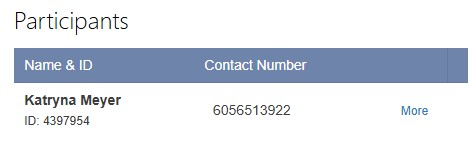 Participants
Name & ID Contact Number
Katryna Meyer
ID: 4397954
6056513922
More